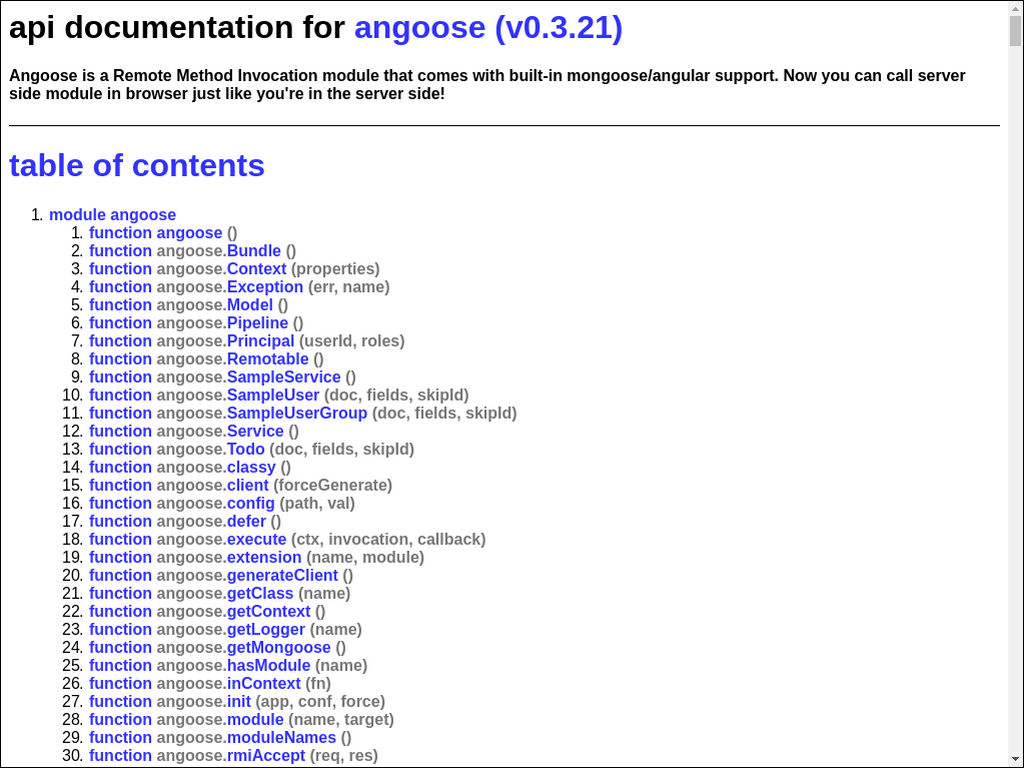 api documentation for angoose (v0.3.21)
Angoose is a Remote Method Invocation module that comes with built-in mongoose/angular support. Now you can call server
side module in browser just like you're in the server side!
table of contents
1. module angoose
1. function angoose ()
2. function angoose.Bundle ()
3. function angoose.Context (properties)
4. function angoose.Exception (err, name)
5. function angoose.Model ()
6. function angoose.Pipeline ()
7. function angoose.Principal (userId, roles)
8. function angoose.Remotable ()
9. function angoose.SampleService ()
10. function angoose.SampleUser (doc, fields, skipId)
11. function angoose.SampleUserGroup (doc, fields, skipId)
12. function angoose.Service ()
13. function angoose.Todo (doc, fields, skipId)
14. function angoose.classy ()
15. function angoose.client (forceGenerate)
16. function angoose.config (path, val)
17. function angoose.defer ()
18. function angoose.execute (ctx, invocation, callback)
19. function angoose.extension (name, module)
20. function angoose.generateClient ()
21. function angoose.getClass (name)
22. function angoose.getContext ()
23. function angoose.getLogger (name)
24. function angoose.getMongoose ()
25. function angoose.hasModule (name)
26. function angoose.inContext (fn)
27. function angoose.init (app, conf, force)
28. function angoose.module (name, target)
29. function angoose.moduleNames ()
30. function angoose.rmiAccept (req, res)